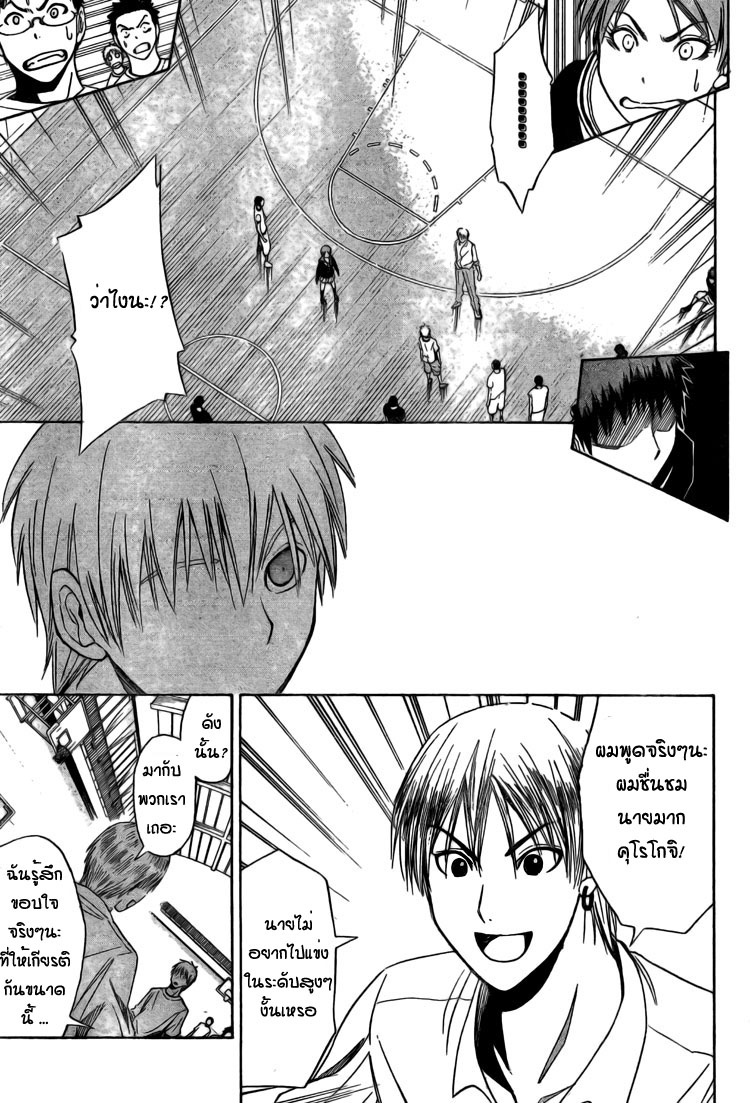 ว่าไงนะ!?
ผมพูดจริงๆนะ
ผมชื่นชม
นายมาก
คุโรโกจิ!
นายไม่
อยากไปแข่ง
ในระดับสูงๆ
งั้นเหรอ
ดัง
นั้น?
มากับ
พวกเรา
เถอะ
ฉันรู้สึก
ขอบใจ
จริงๆนะ
ที่ให้เกียรติ
กันขนาด
นี้ ...